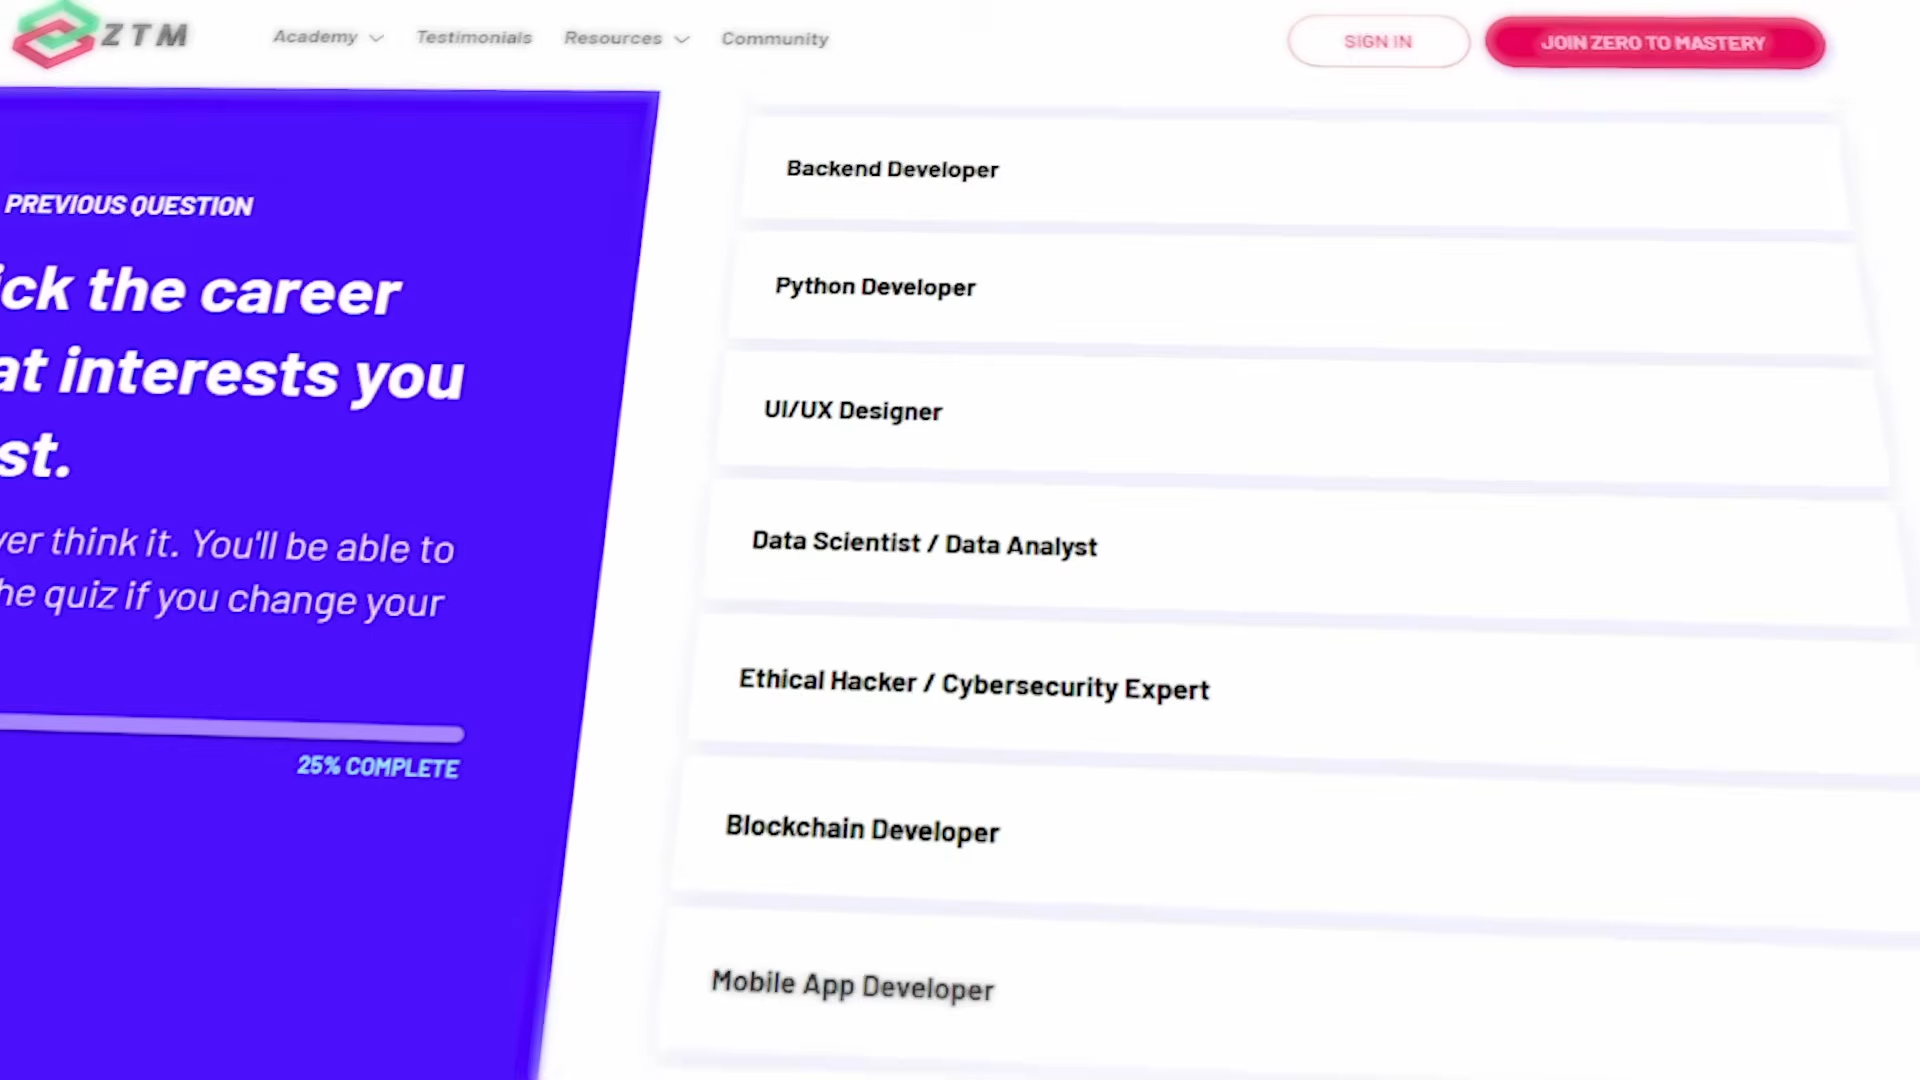 ZTM
Academy
Testimonials
Resources
Community
SIGN IN
JOIN ZERO TO MASTERY
PREVIOUS QUESTION
ick the career
at interests you
st.
ver think it. You'll be able to
he quiz if you change your
25% COMPLETE
Backend Developer
Python Developer
UI/UX Designer
Data Scientist / Data Analyst
Ethical Hacker / Cybersecurity Expert
Blockchain Developer
Mobile App Developer